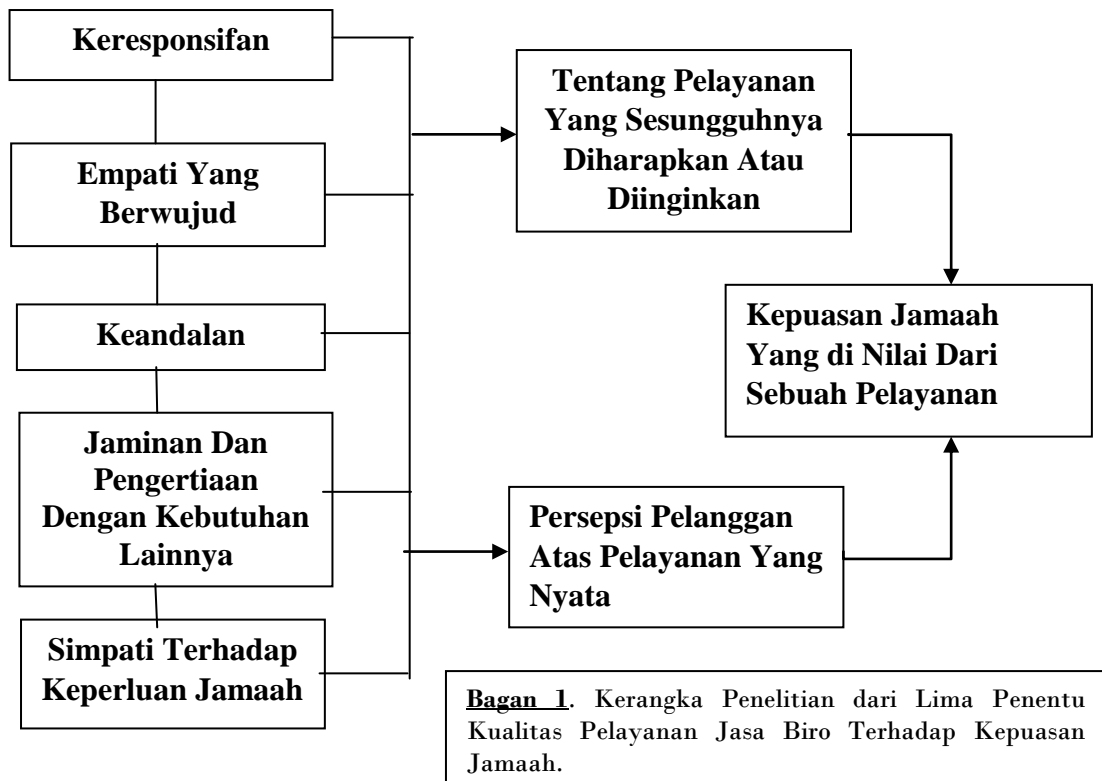 Keresponsifan
Empati Yang
Berwujud
Keandalan
Jaminan Dan
Pengertiaan
Dengan Kebutuhan
Lainnya
Simpati Terhadap
Keperluan Jamaah
Tentang Pelayanan
Yang Sesungguhnya
Diharapkan Atau
Diinginkan
Persepsi Pelanggan
Atas Pelayanan Yang
Nyata
Kepuasan Jamaah
Yang di Nilai Dari
Sebuah Pelayanan
Bagan 1. Kerangka Penelitian dari Lima Penentu
Kualitas Pelayanan Jasa Biro Terhadap Kepuasan
Jamaah.